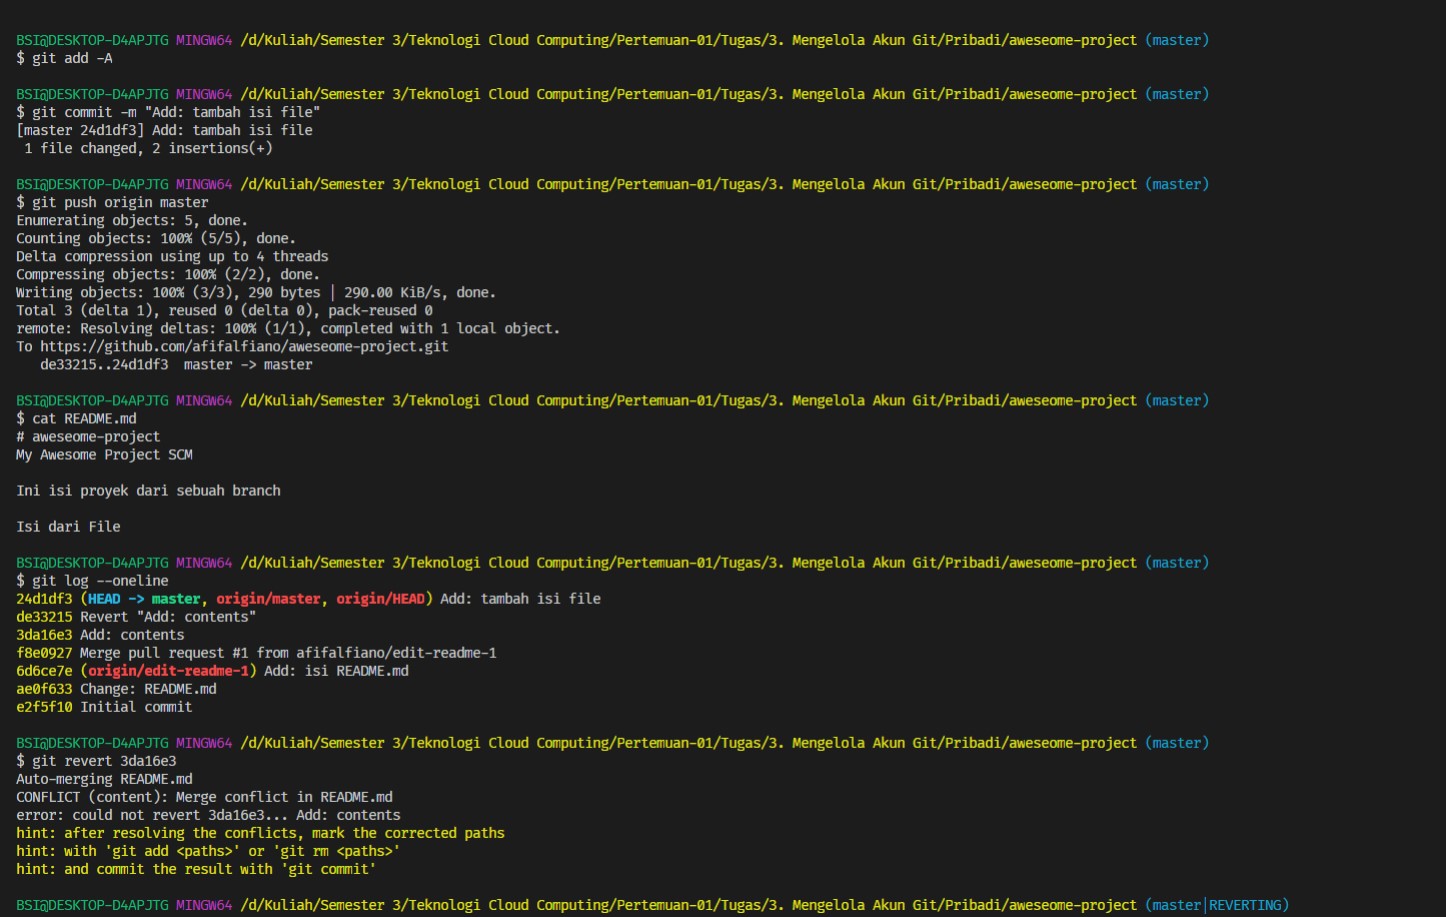 BSI@DESKTOP-D4APJTG MINGW64 /d/Kuliah/Semester 3/Teknologi Cloud Computing/Pertemuan-01/Tugas/3. Mengelola Akun Git/Pribadi/aweseome-project (master)
$ git add -A
BSI@DESKTOP-D4APJTG MINGW64 /d/Kuliah/Semester 3/Teknologi Cloud Computing/Pertemuan-01/Tugas/3. Mengelola Akun Git/Pribadi/aweseome-project (master)
$ git commit -m "Add: tambah isi file"
[master 24d1df3] Add: tambah isi file
 1 file changed, 2 insertions(+)
BSI@DESKTOP-D4APJTG MINGW64 /d/Kuliah/Semester 3/Teknologi Cloud Computing/Pertemuan-01/Tugas/3. Mengelola Akun Git/Pribadi/aweseome-project (master)
$ git push origin master
Enumerating objects: 5, done.
Counting objects: 100% (5/5), done.
Delta compression using up to 4 threads
Compressing objects: 100% (2/2), done.
Writing objects: 100% (3/3), 290 bytes | 290.00 KiB/s, done.
Total 3 (delta 1), reused 0 (delta 0), pack-reused 0
remote: Resolving deltas: 100% (1/1), completed with 1 local object.
To https://github.com/afifalfiano/aweseome-project.git
   de33215..24d1df3  master -> master
BSI@DESKTOP-D4APJTG MINGW64 /d/Kuliah/Semester 3/Teknologi Cloud Computing/Pertemuan-01/Tugas/3. Mengelola Akun Git/Pribadi/aweseome-project (master)
$ cat README.md
# aweseome-project
My Awesome Project SCM
Ini isi proyek dari sebuah branch
Isi dari File
BSI@DESKTOP-D4APJTG MINGW64 /d/Kuliah/Semester 3/Teknologi Cloud Computing/Pertemuan-01/Tugas/3. Mengelola Akun Git/Pribadi/aweseome-project (master)
$ git log --oneline
24d1df3 (HEAD -> master, origin/master, origin/HEAD) Add: tambah isi file
de33215 Revert "Add: contents"
3da16e3 Add: contents
f8e0927 Merge pull request #1 from afifalfiano/edit-readme-1
6d6ce7e (origin/edit-readme-1) Add: isi README.md
ae0f633 Change: README.md
e2f5f10 Initial commit
BSI@DESKTOP-D4APJTG MINGW64 /d/Kuliah/Semester 3/Teknologi Cloud Computing/Pertemuan-01/Tugas/3. Mengelola Akun Git/Pribadi/aweseome-project (master)
$ git revert 3da16e3
Auto-merging README.md
CONFLICT (content): Merge conflict in README.md
error: could not revert 3da16e3... Add: contents
hint: after resolving the conflicts, mark the corrected paths
hint: with 'git add <paths>' or 'git rm <paths>'
hint: and commit the result with 'git commit'
BSI@DESKTOP-D4APJTG MINGW64 /d/Kuliah/Semester 3/Teknologi Cloud Computing/Pertemuan-01/Tugas/3. Mengelola Akun Git/Pribadi/aweseome-project (master|REVERTING)